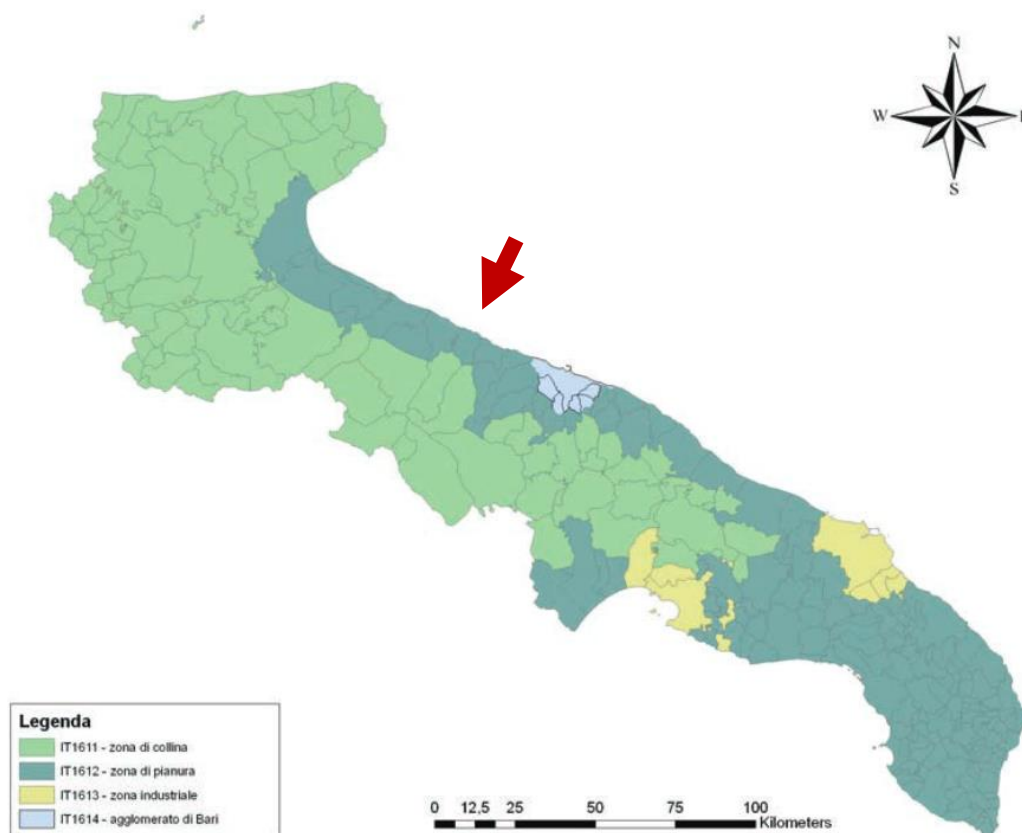 N
W
E
S
Legenda
IT1611 - zona di collina
IT1612 - zona di pianura
IT1613 - zona industriale
IT1614 - agglomerato di Bari
0 12,5 25 50 75 100
Kilometers